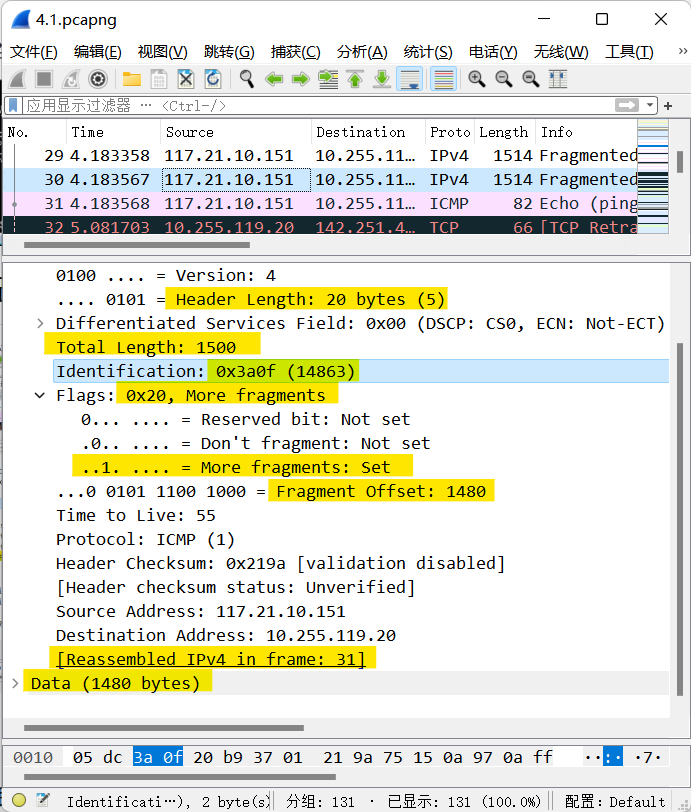 4.1.pcapng
文件(F) 编辑(E) 视图(V) 跳转(G) 捕获(C) 分析(A) 统计(S) 电话(Y) 无线(W) 工具(T) »
应用显示过滤器 … <Ctrl-/>
No. Time Source Destination Proto Length Info
29 4.183358 117.21.10.151 10.255.11… IPv4 1514 Fragmented
30 4.183567 117.21.10.151 10.255.11… IPv4 1514 Fragmented
31 4.183568 117.21.10.151 10.255.11… ICMP 82 Echo (ping
32 5.081703 10.255.119.20 142.251.4… TCP 66 [TCP Retra
0100 .... = Version: 4
.... 0101 = Header Length: 20 bytes (5)
Differentiated Services Field: 0x00 (DSCP: CS0, ECN: Not-ECT)
Total Length: 1500
Identification: 0x3a0f (14863)
Flags: 0x20, More fragments
0... .... = Reserved bit: Not set
.0.. .... = Don't fragment: Not set
..1. .... = More fragments: Set
...0 0101 1100 1000 = Fragment Offset: 1480
Time to Live: 55
Protocol: ICMP (1)
Header Checksum: 0x219a [validation disabled]
[Header checksum status: Unverified]
Source Address: 117.21.10.151
Destination Address: 10.255.119.20
[Reassembled IPv4 in frame: 31]
Data (1480 bytes)
0010 05 dc 3a 0f 20 b9 37 01 21 9a 75 15 0a 97 0a ff ··:· ·7·
Identificati…), 2 byte(s) 分组: 131 · 已显示: 131 (100.0%) 配置: Default